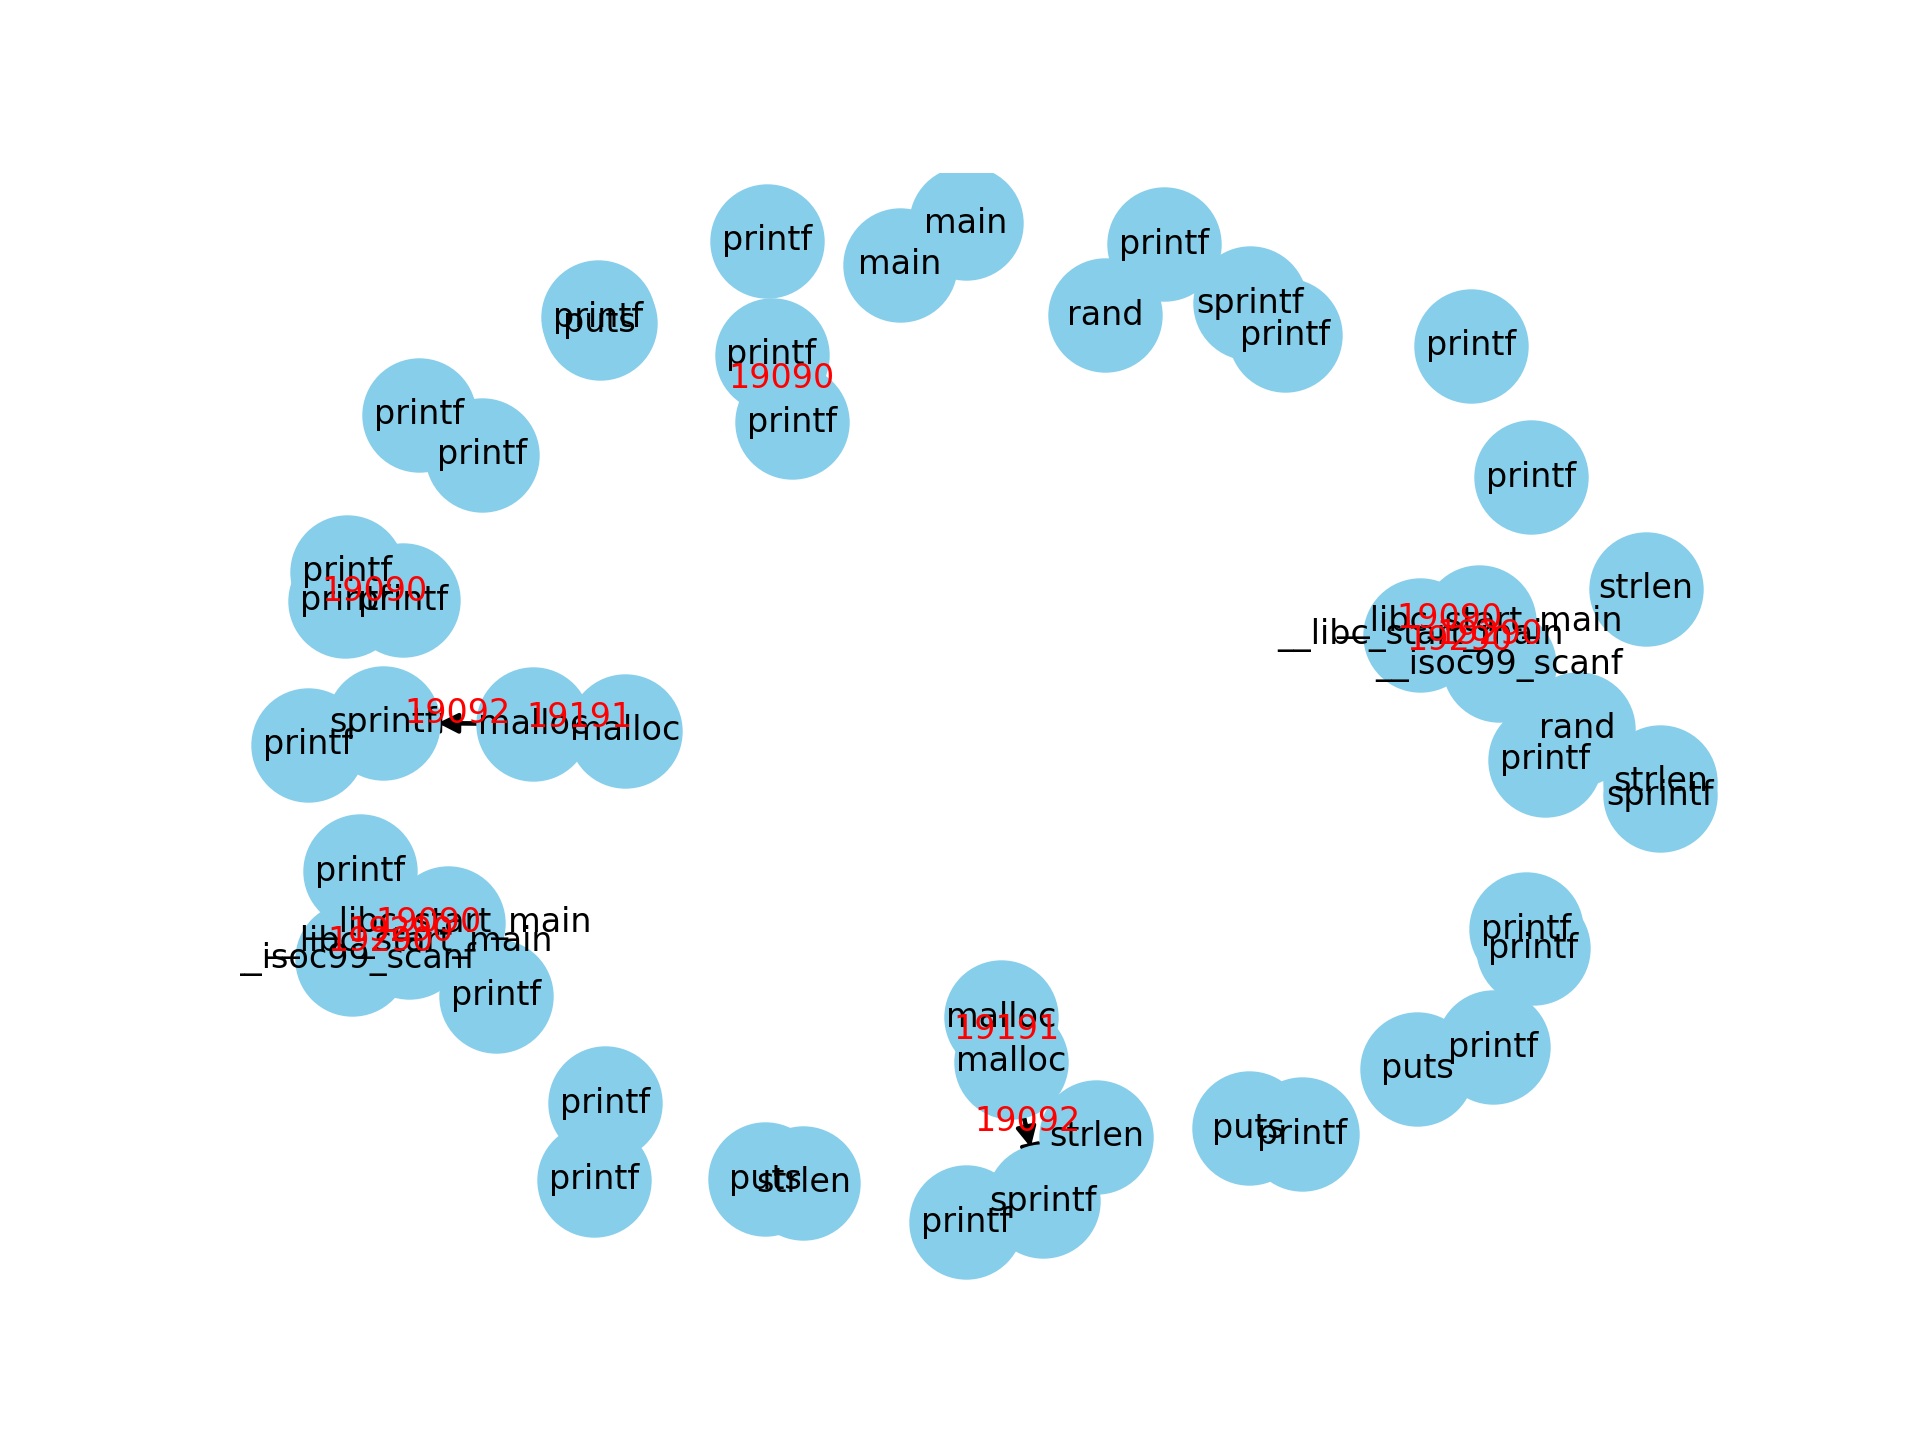 main
printf
printf
main
sprintf
rand
printf
puts
printf
printf
printf
19090
printf
printf
printf
printf
printf
19090
printf
printf
strlen
__libc_start_main
19090
__libc_start_main
19290
__isoc99_scanf
sprintf
19092
malloc
19191
malloc
printf
rand
printf
strlen
sprintf
printf
__libc_start_main
19090
__libc_start_main
19290
__isoc99_scanf
printf
printf
printf
malloc
19191
malloc
printf
puts
printf
19092
strlen
puts
printf
printf
puts
strlen
sprintf
printf